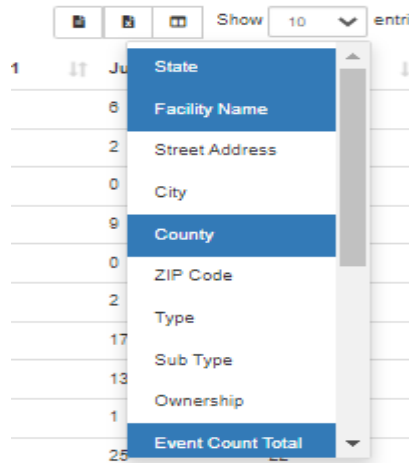 Show 10 entri
1 Ju
State
6
Facility Name
2
Street Address
0
City
9
County
0
ZIP Code
2
Type
17
Sub Type
13
Ownership
1
Event Count Total
25